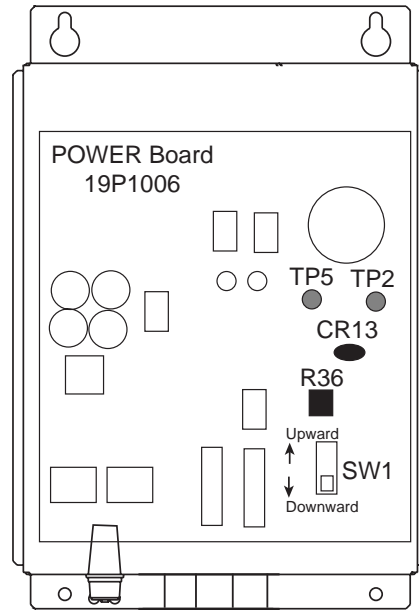 POWER Board
19P1006
TP5
TP2
CR13
R36
Upward
SW1
Downward